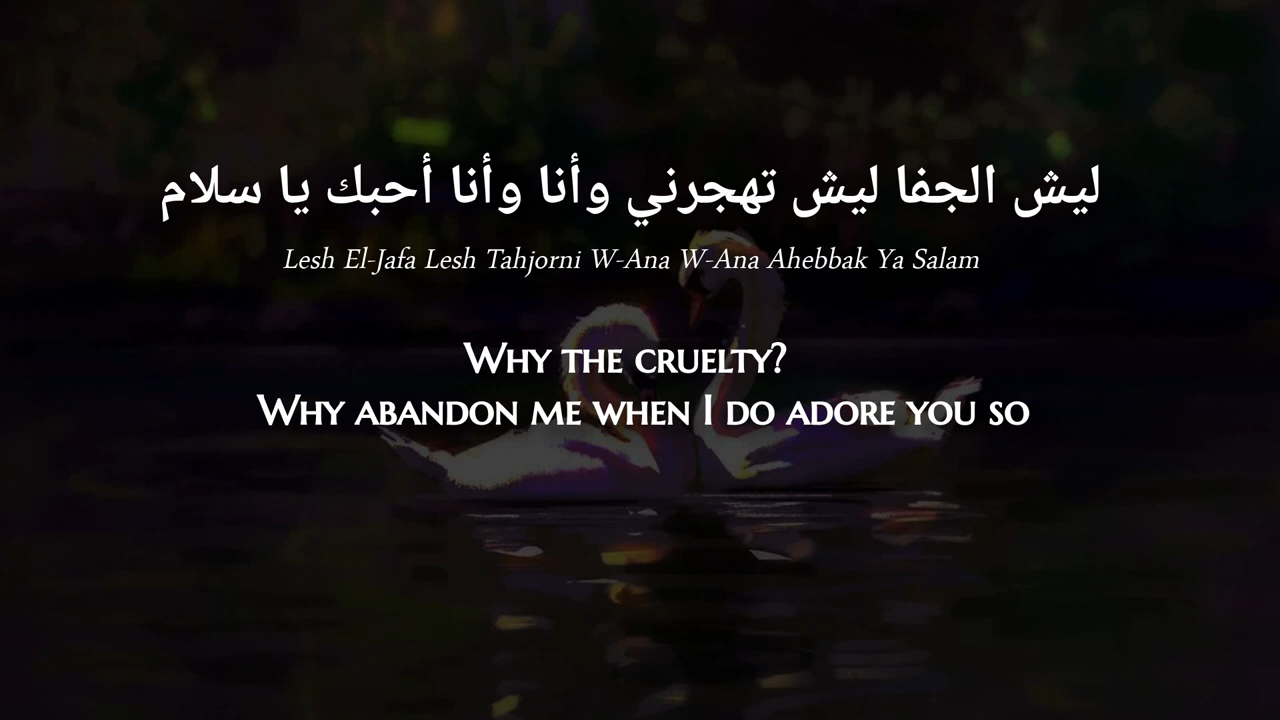 ليش الجفا ليش تهجرني وأنا وأنا أحبك يا سلام
Lesh El-Jafa Lesh Tahjorni W-Ana W-Ana Ahebbak Ya Salam
Why the cruelty?
Why abandon me when I do adore you so